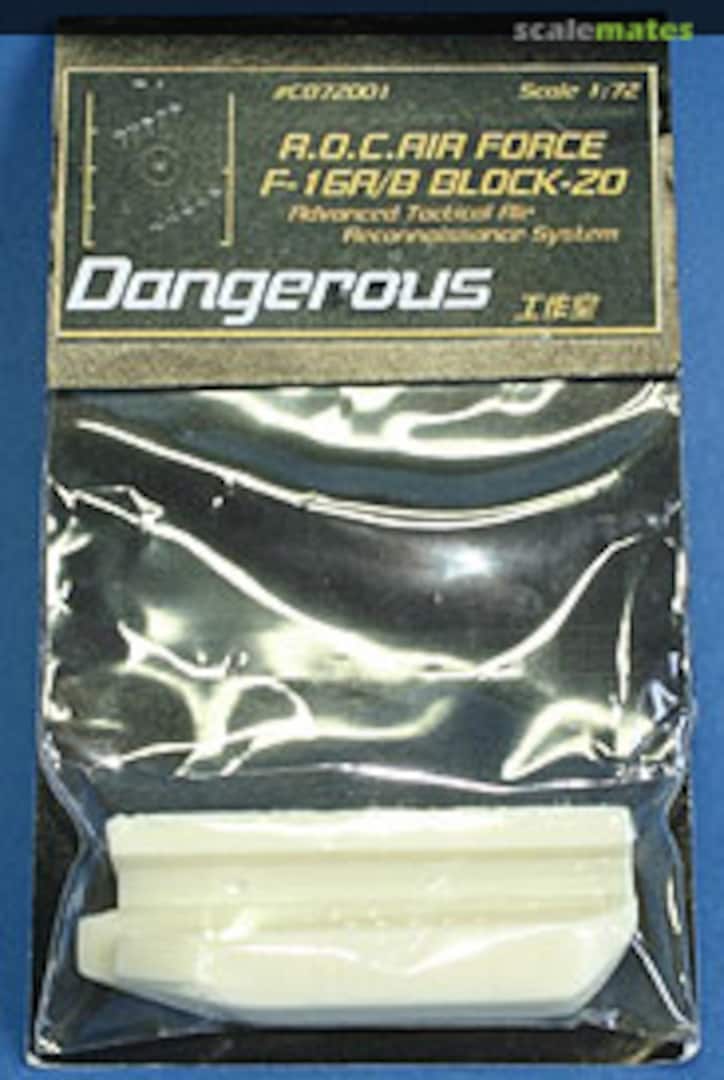 scalemates
#C072001 Scale 1:72
R.O.C.AIR FORCE
F-16A/B BLOCK-20
Advanced Tactical Air
Reconnaissance System
Dangerous 工作室